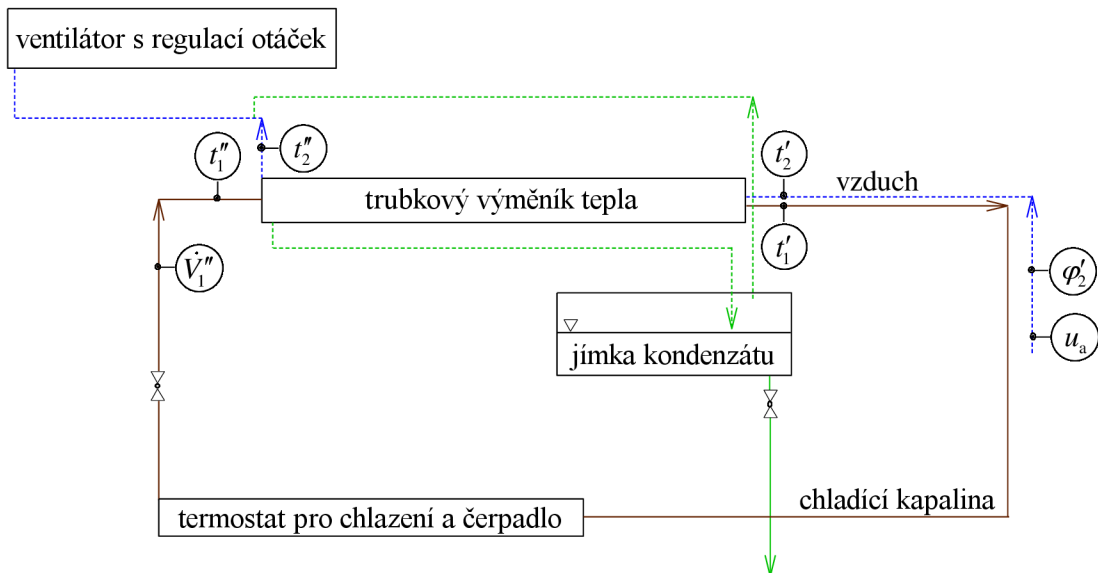 ventilátor s regulací otáček
t₁″
t₂″
t₂′
trubkový výměník tepla
vzduch
t₁′
V̇₁″
φ₂′
uₐ
jímka kondenzátu
termostat pro chlazení a čerpadlo
chladící kapalina